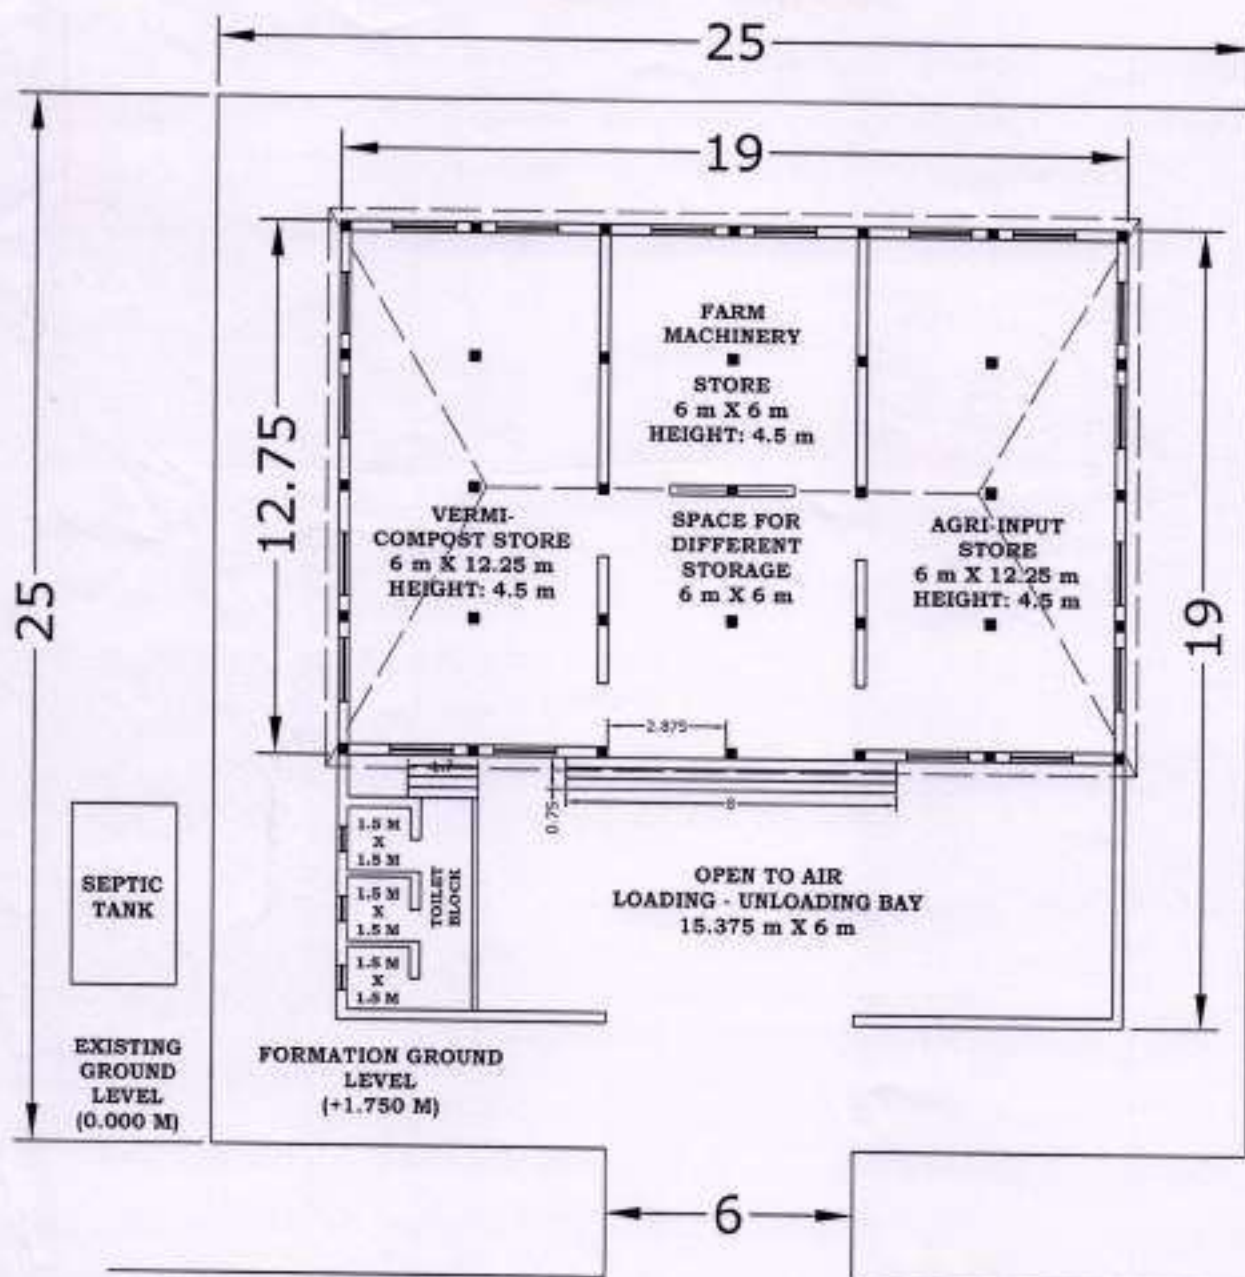 25
19
12.75
25
19
FARM
MACHINERY
STORE
6 m X 6 m
HEIGHT: 4.5 m
VERMI-
COMPOST STORE
6 m X 12.25 m
HEIGHT: 4.5 m
SPACE FOR
DIFFERENT
STORAGE
6 m X 6 m
AGRI-INPUT
STORE
6 m X 12.25 m
HEIGHT: 4.5 m
2.875
0.75
8
1.5 M
X
1.5 M
1.5 M
X
1.5 M
1.5 M
X
1.5 M
TOILET
BLOCK
OPEN TO AIR
LOADING - UNLOADING BAY
15.375 m X 6 m
SEPTIC
TANK
EXISTING
GROUND
LEVEL
(0.000 M)
FORMATION GROUND
LEVEL
(+1.750 M)
6